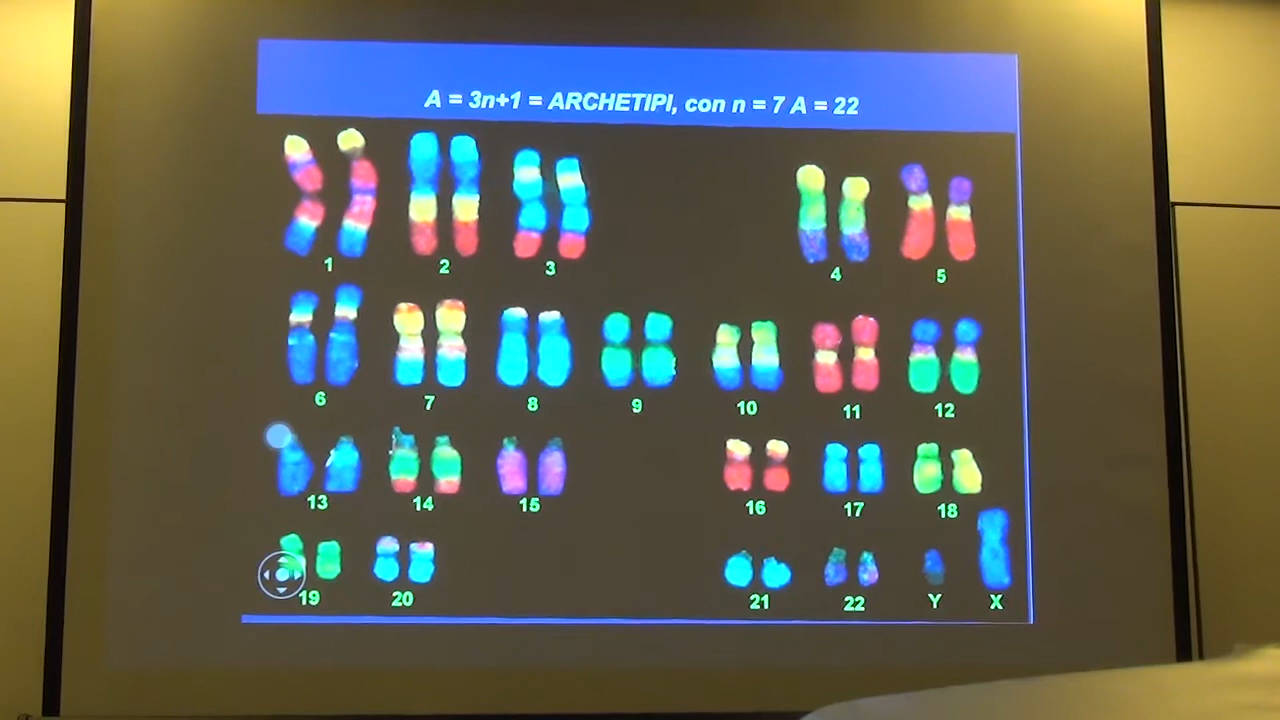 A = 3n+1 = ARCHETIPI, con n = 7 A = 22
1 2 3 4 5
6 7 8 9 10 11 12
13 14 15 16 17 18
19 20 21 22 Y X